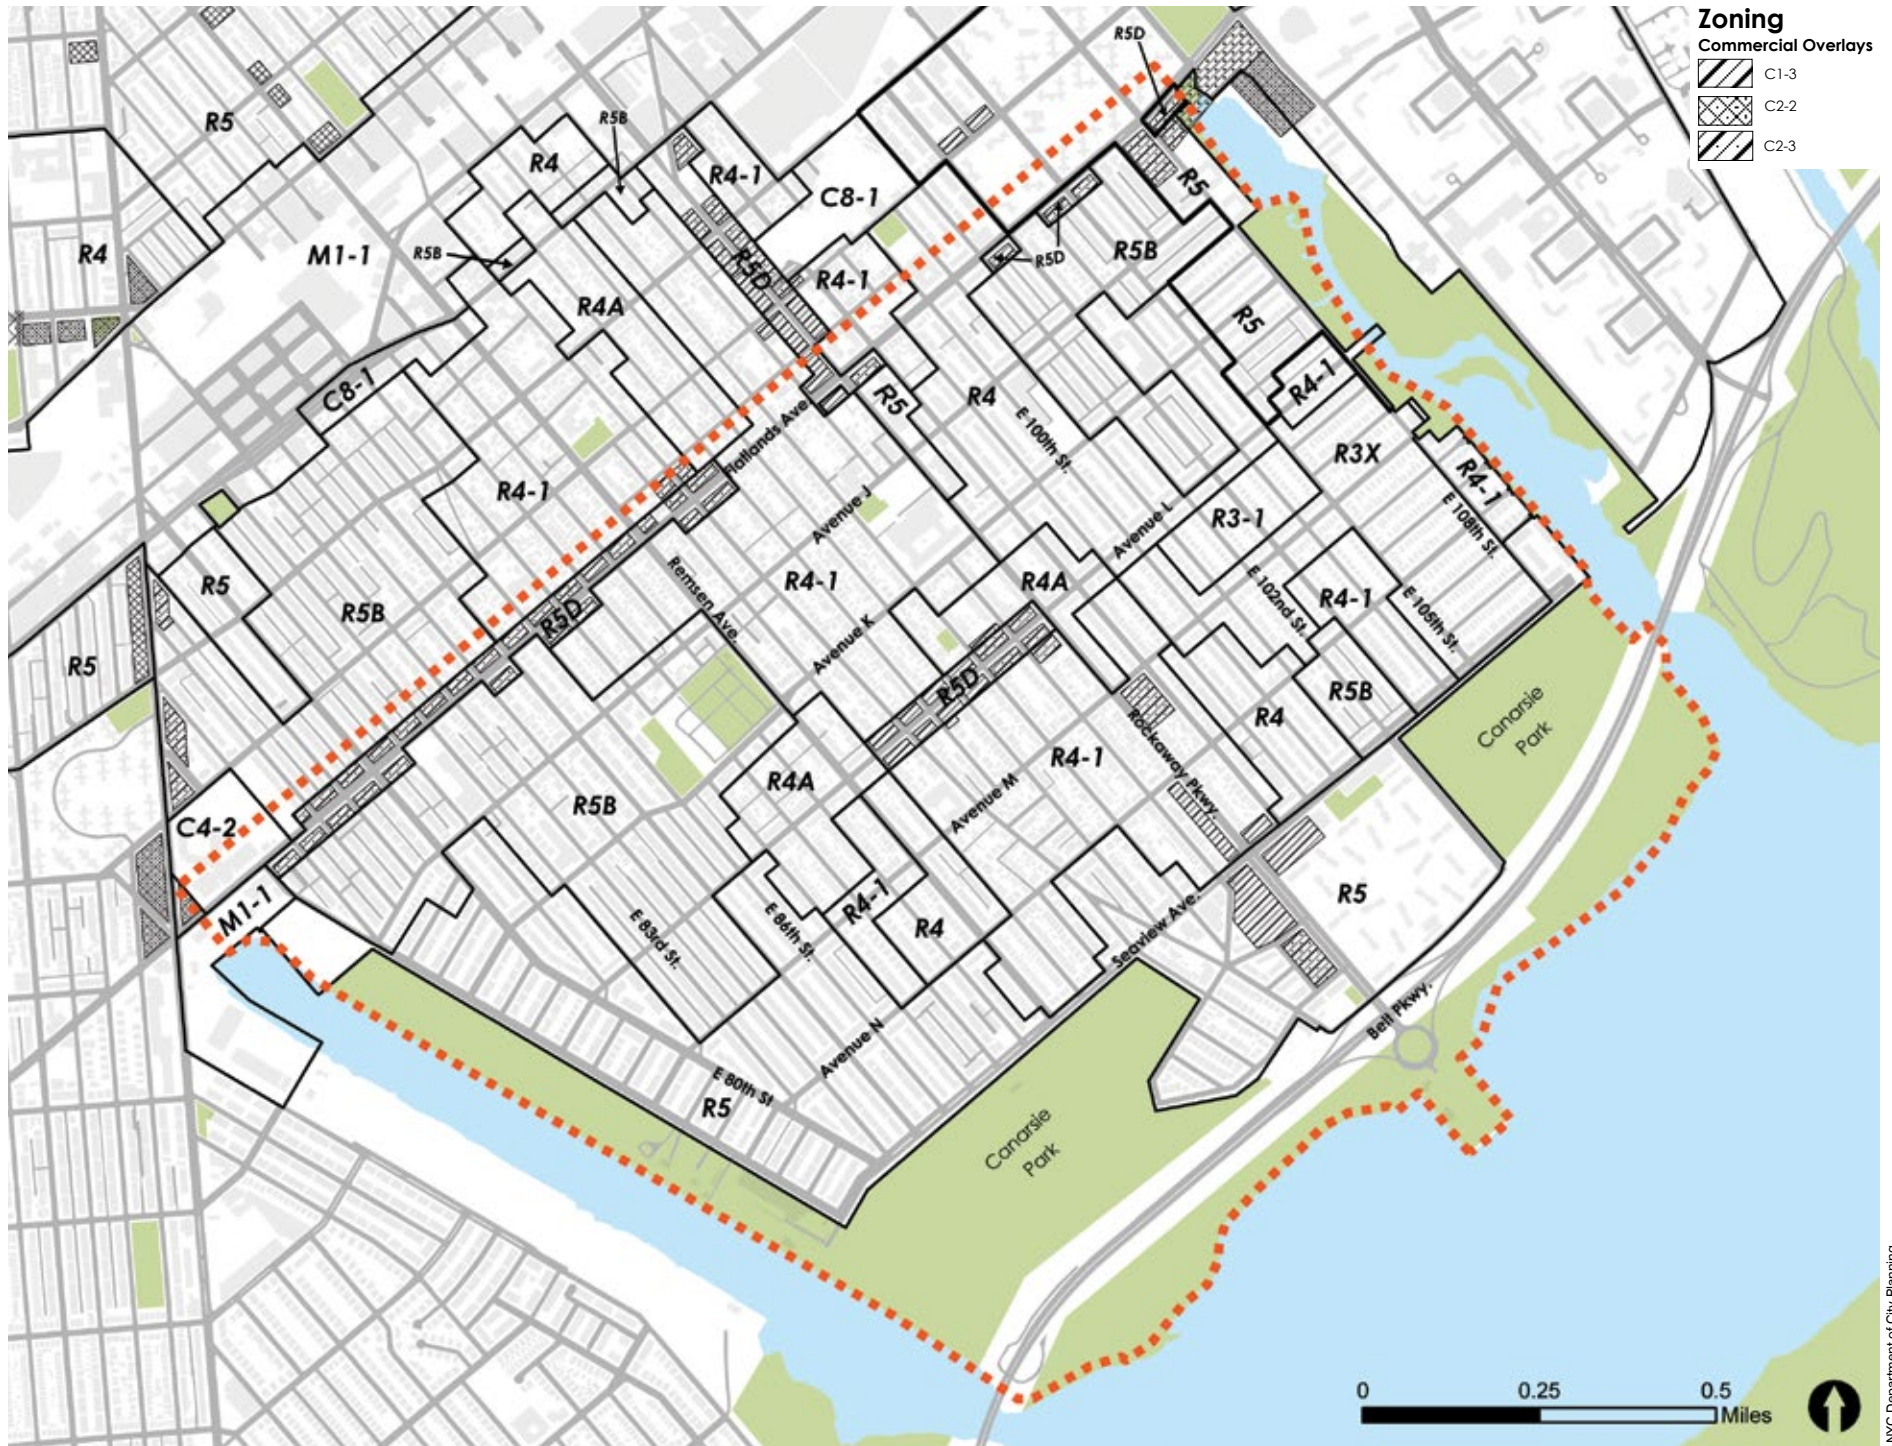 Zoning
Commercial Overlays
C1-3
C2-2
C2-3
R5D
R5
R5B
R4
R4-1
C8-1
R5
R4
M1-1
R5B
R5D
R4-1
R5D
R5B
R4A
R5
C8-1
R4-1
R5
R4
E 100th St.
R3X
R4-1
Flatlands Ave
R4-1
Avenue J
Avenue L
R3-1
E 108th St.
R5
R5B
R5D
Remsen Ave.
R4-1
R4A
E 102nd St.
R4-1
E 105th St.
Avenue K
R5
R5D
R5B
R4
Canarsie
Park
Rockaway Pkwy.
R4-1
R4A
R5B
Avenue M
C4-2
M1-1
R4-1
R4
R5
E 83rd St.
E 86th St.
Seaview Ave.
Belt Pkwy.
Avenue N
E 80th St
R5
Canarsie
Park
0 0.25 0.5
Miles
NYC Department of City Planning